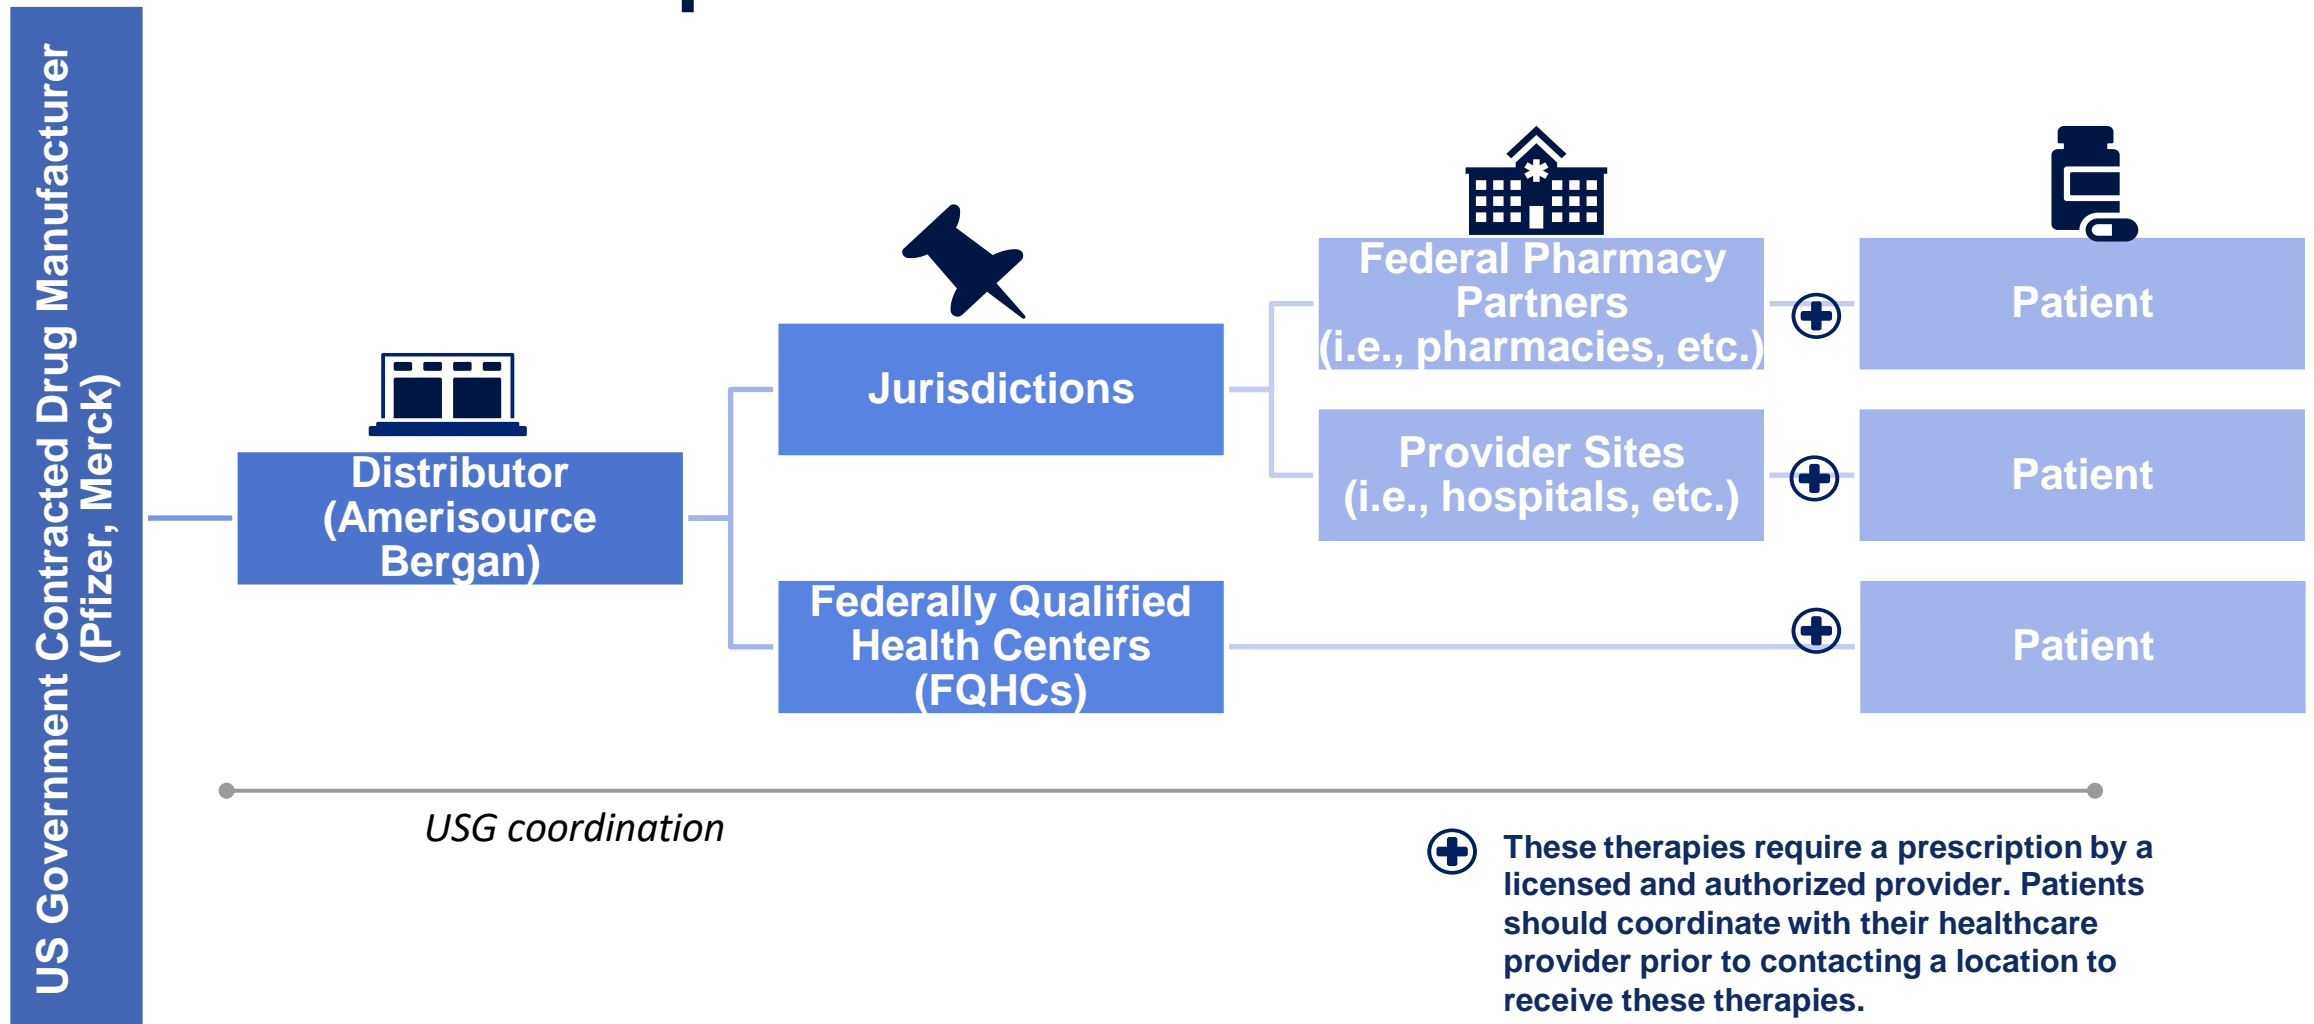 US Government Contracted Drug Manufacturer
(Pfizer, Merck)
Distributor
(Amerisource
Bergan)
Jurisdictions
Federally Qualified
Health Centers
(FQHCs)
Federal Pharmacy
Partners
(i.e., pharmacies, etc.)
Provider Sites
(i.e., hospitals, etc.)
Patient
Patient
Patient
USG coordination
These therapies require a prescription by a
licensed and authorized provider. Patients
should coordinate with their healthcare
provider prior to contacting a location to
receive these therapies.